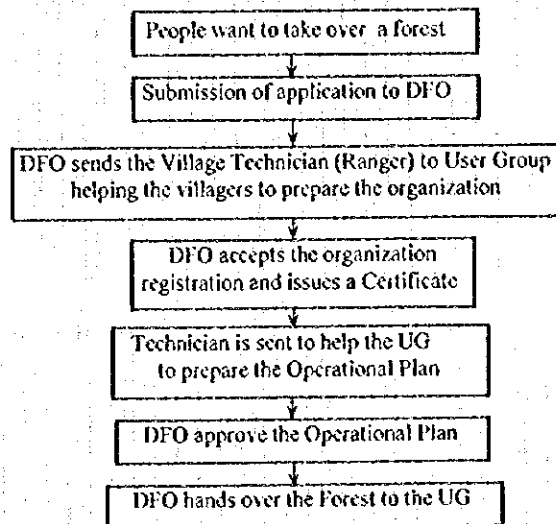 People want to take over a forest
Submission of application to DFO
DFO sends the Village Technician (Ranger) to User Group
helping the villagers to prepare the organization
DFO accepts the organization
registration and issues a Certificate
Technician is sent to help the UG
to prepare the Operational Plan
DFO approve the Operational Plan
DFO hands over the Forest to the UG